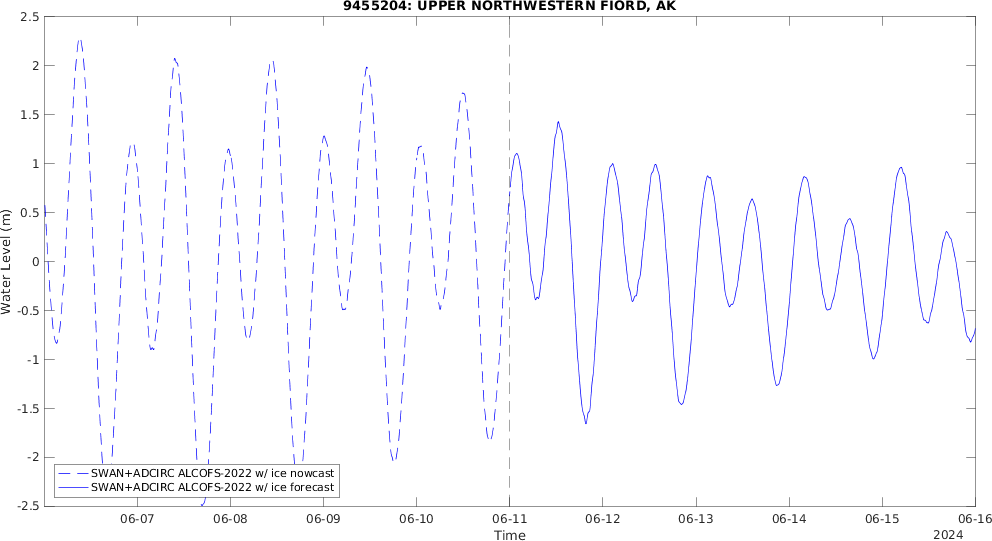 9455204: UPPER NORTHWESTERN FIORD, AK
Water Level (m)
2.5
2
1.5
1
0.5
0
-0.5
-1
-1.5
-2
-2.5
SWAN+ADCIRC ALCOFS-2022 w/ ice nowcast
SWAN+ADCIRC ALCOFS-2022 w/ ice forecast
06-07 06-08 06-09 06-10 06-11 06-12 06-13 06-14 06-15 06-16
Time
2024